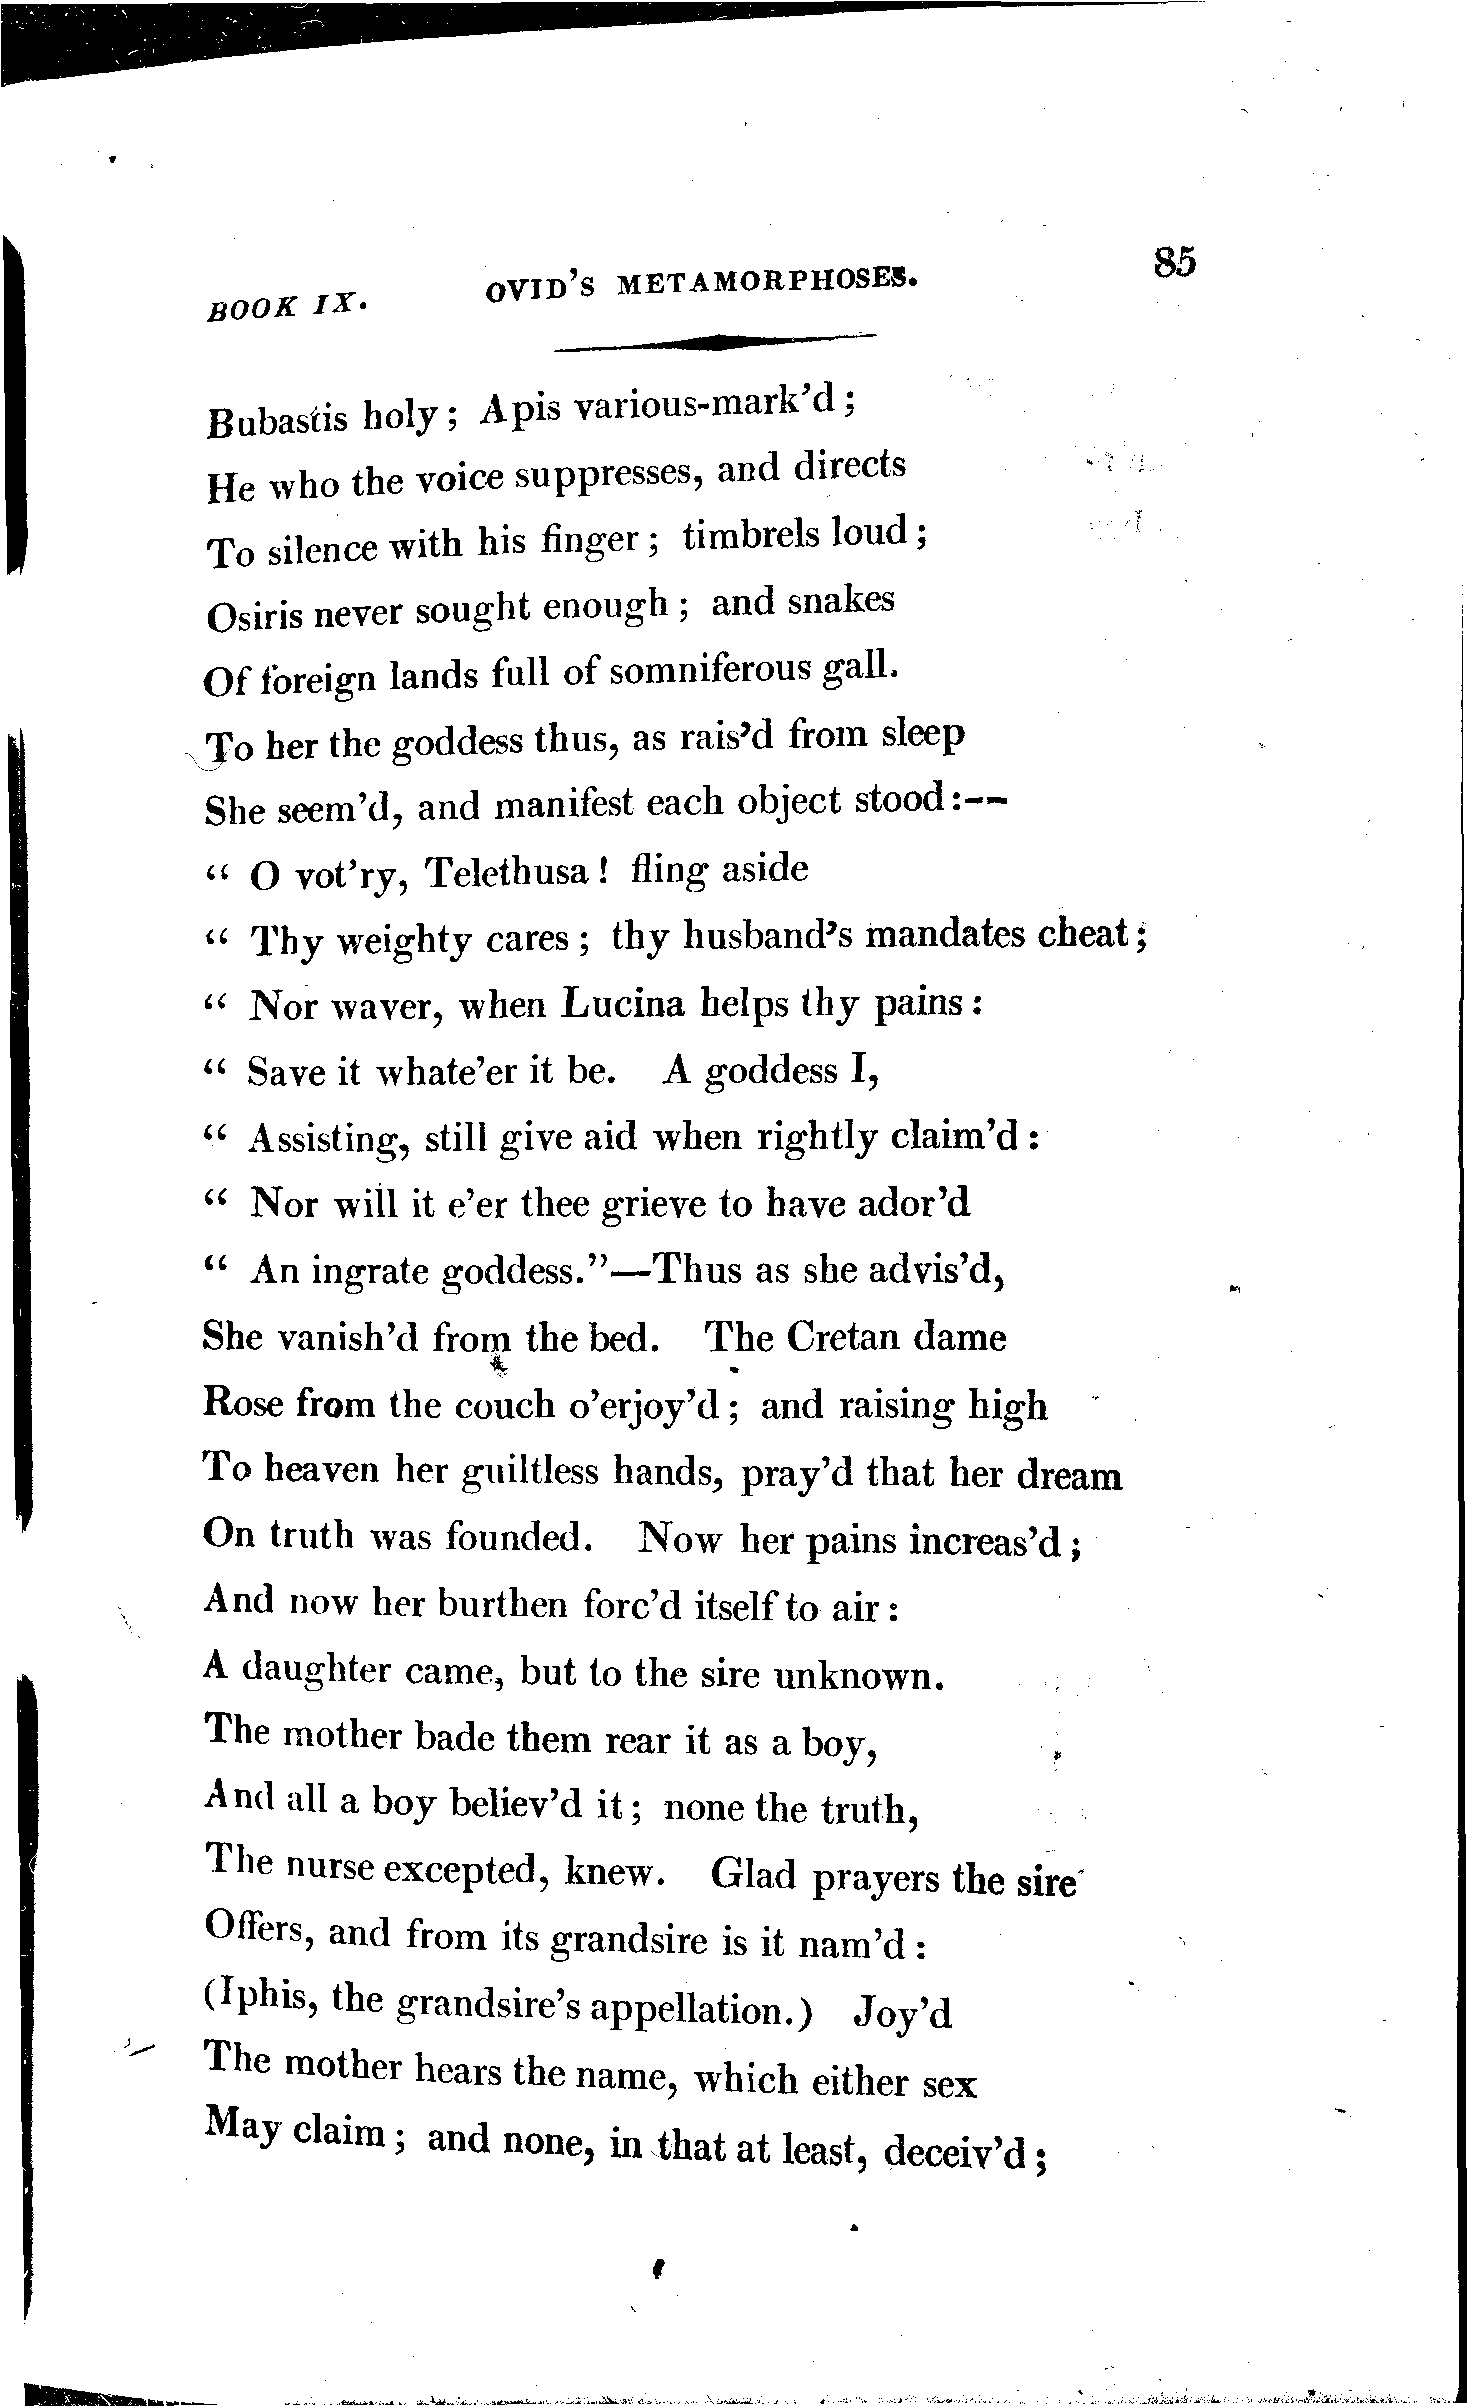 BOOK IX. OVID'S METAMORPHOSES. 85
Bubastis holy; Apis various-mark'd;
He who the voice suppresses, and directs
To silence with his finger; timbrels loud;
Osiris never sought enough; and snakes
Of foreign lands full of somniferous gall.
To her the goddess thus, as rais'd from sleep
She seem'd, and manifest each object stood:--
“ O vot'ry, Telethusa! fling aside
“ Thy weighty cares; thy husband's mandates cheat;
“ Nor waver, when Lucina helps thy pains:
“ Save it whate'er it be. A goddess I,
“ Assisting, still give aid when rightly claim'd:
“ Nor will it e'er thee grieve to have ador'd
“ An ingrate goddess.”—Thus as she advis'd,
She vanish'd from the bed. The Cretan dame
Rose from the couch o'erjoy'd; and raising high
To heaven her guiltless hands, pray'd that her dream
On truth was founded. Now her pains increas'd;
And now her burthen forc'd itself to air:
A daughter came, but to the sire unknown.
The mother bade them rear it as a boy,
And all a boy believ'd it; none the truth,
The nurse excepted, knew. Glad prayers the sire
Offers, and from its grandsire is it nam'd:
(Iphis, the grandsire's appellation.) Joy'd
The mother hears the name, which either sex
May claim; and none, in that at least, deceiv'd;